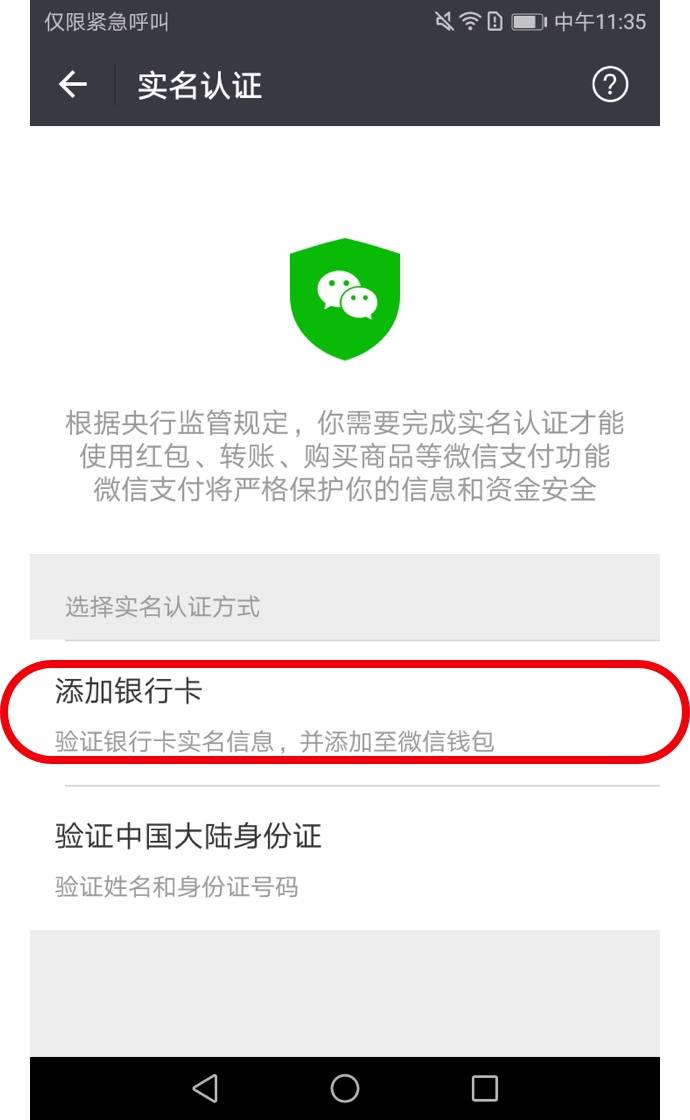 仅限紧急呼叫
中午11:35
实名认证
根据央行监管规定，你需要完成实名认证才能
使用红包、转账、购买商品等微信支付功能
微信支付将严格保护你的信息和资金安全
选择实名认证方式
添加银行卡
验证银行卡实名信息，并添加至微信钱包
验证中国大陆身份证
验证姓名和身份证号码